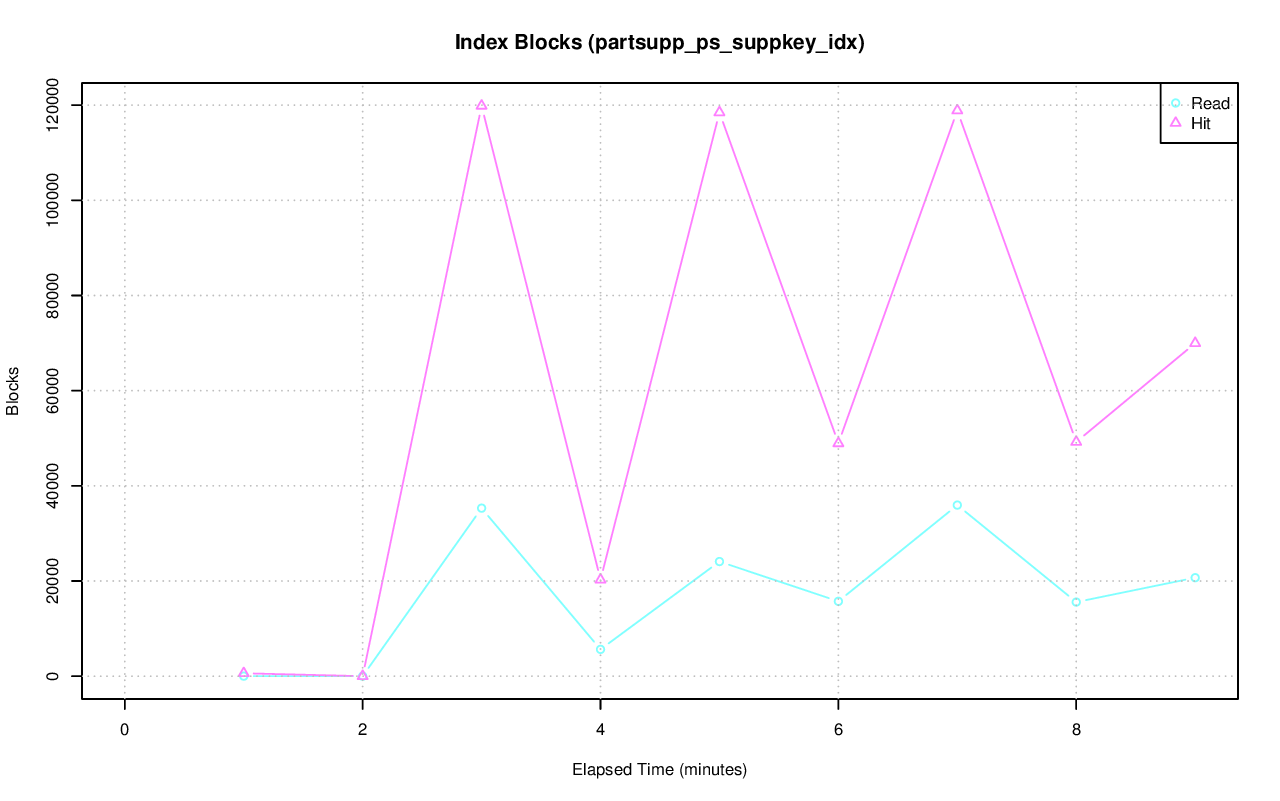 Index Blocks (partsupp_ps_suppkey_idx)
Read
Hit
120000
100000
80000
60000
40000
20000
0
Blocks
0 2 4 6 8
Elapsed Time (minutes)